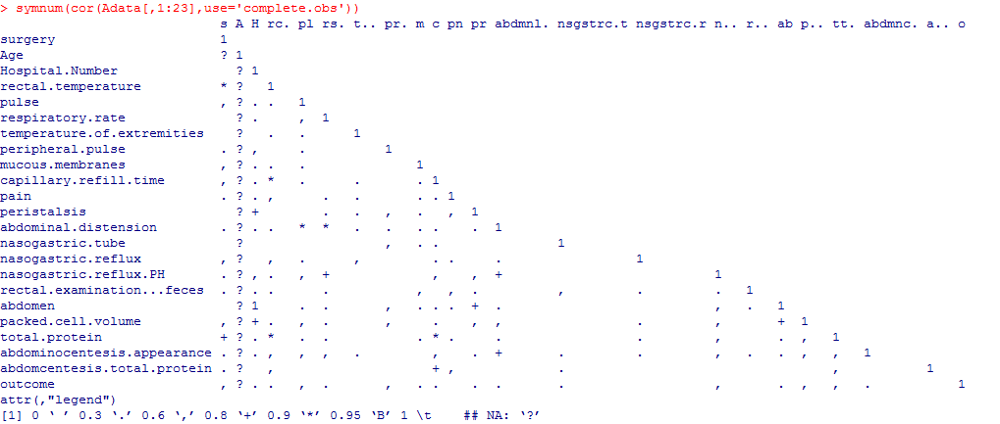 > symnum(cor(Adata[,1:23],use='complete.obs'))
s A H rc. pl rs. t.. pr. m c pn pr abdmnl. nsgstrc.t nsgstrc.r n.. r.. ab p.. tt. abdmnc. a.. o
surgery 1
Age ? 1
Hospital.Number ? 1
rectal.temperature * ? 1
pulse , ? . . 1
respiratory.rate ? . , 1
temperature.of.extremities ? . . 1
peripheral.pulse . ? , . 1
mucous.membranes , ? . . . 1
capillary.refill.time , ? . * . . . 1
pain . ? . , . . . . 1
peristalsis ? + . . , . , 1
abdominal.distension . ? . . * * . . . . . 1
nasogastric.tube ? , . . 1
nasogastric.reflux , ? , . , . . . 1
nasogastric.reflux.PH . ? , . , + , , + 1
rectal.examination...feces . ? . . . , , . , . . 1
abdomen ? 1 . . , . . . + . , . 1
packed.cell.volume , ? + . . . , . , , . , + 1
total.protein + ? . * . . * . . , . , 1
abdominocentesis.appearance . ? . , , , . , . + . . , . . , , 1
abdomcentesis.total.protein . ? , + , . , 1
outcome , ? . . . . , . , . . . . , . , , . 1
attr(,"legend")
[1] 0 ‘ ’ 0.3 ‘.’ 0.6 ‘,’ 0.8 ‘+’ 0.9 ‘*’ 0.95 ‘B’ 1 \t    ## NA: ‘?’